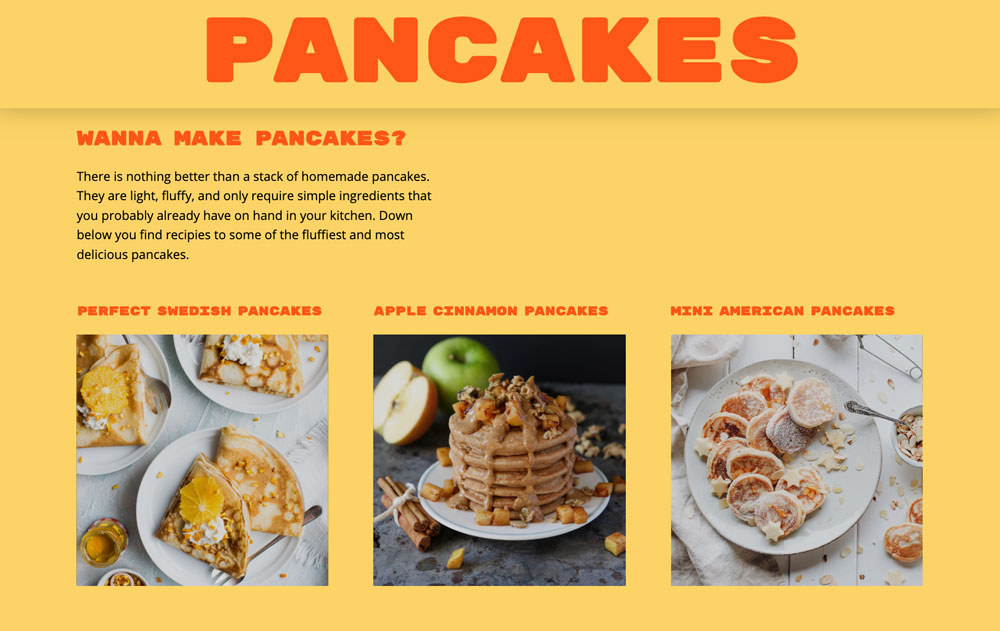 PANCAKES
WANNA MAKE PANCAKES?
There is nothing better than a stack of homemade pancakes.
They are light, fluffy, and only require simple ingredients that
you probably already have on hand in your kitchen. Down
below you find recipies to some of the fluffiest and most
delicious pancakes.
PERFECT SWEDISH PANCAKES
APPLE CINNAMON PANCAKES
MINI AMERICAN PANCAKES